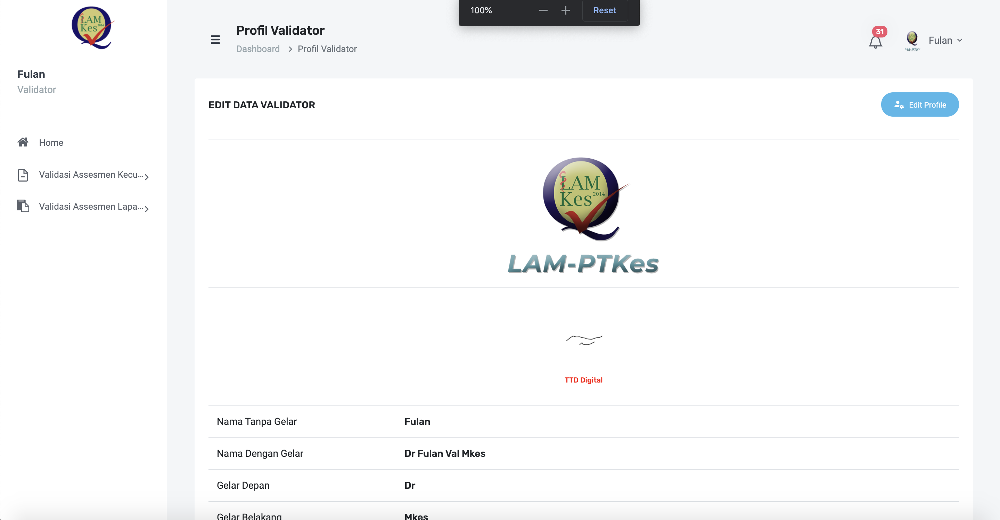 LAM
Kes 2014
Fulan
Validator
Home
Validasi Assesmen Kecu...
Validasi Assesmen Lapa...
100%
Reset
Profil Validator
Dashboard > Profil Validator
31
Fulan
EDIT DATA VALIDATOR
Edit Profile
LAM
Kes 2014
LAM-PTKes
TTD Digital
Nama Tanpa Gelar Fulan
Nama Dengan Gelar Dr Fulan Val Mkes
Gelar Depan Dr
Gelar Belakang Mkes